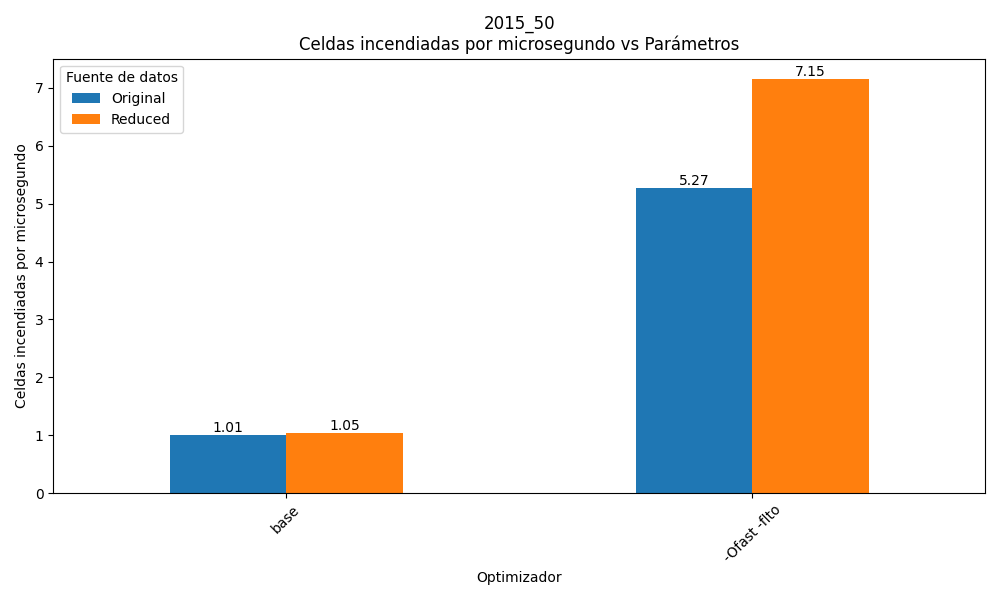 2015_50
Celdas incendiadas por microsegundo vs Parámetros
Fuente de datos
Original
Reduced
Celdas incendiadas por microsegundo
7
6
5
4
3
2
1
0
1.01
1.05
5.27
7.15
base
-Ofast -flto
Optimizador